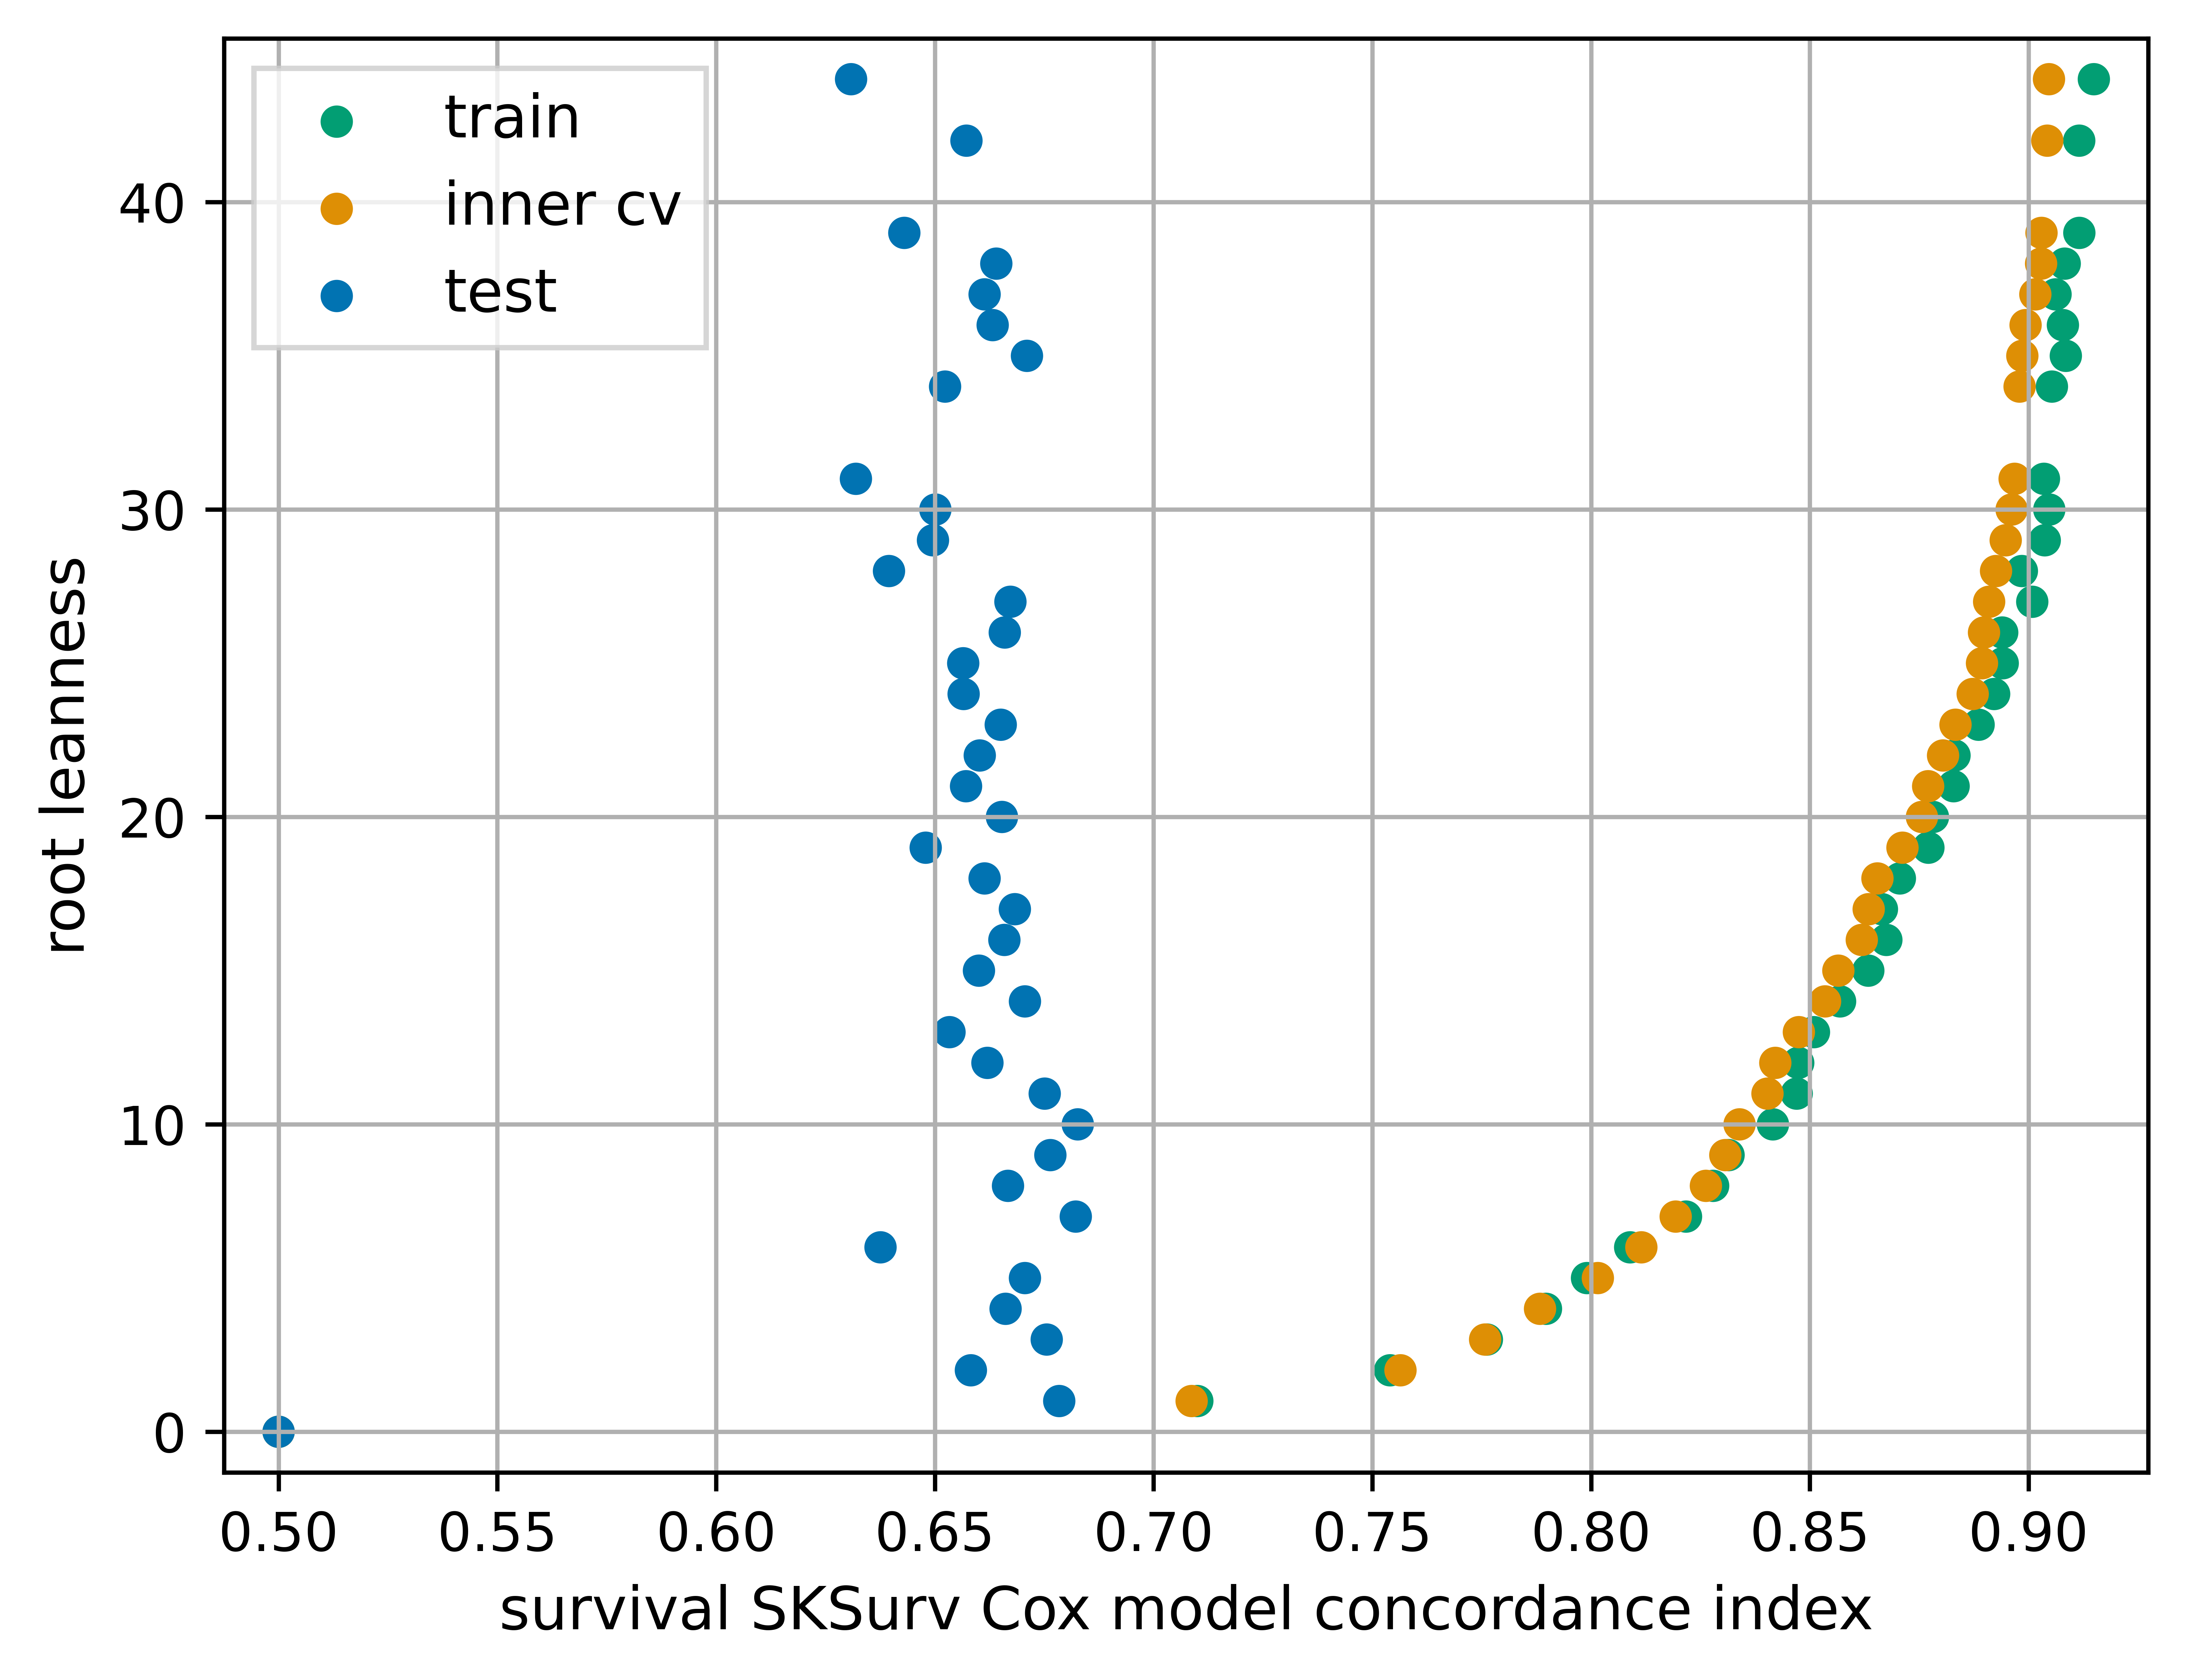 train
inner cv
test
root leanness
40
30
20
10
0
0.50 0.55 0.60 0.65 0.70 0.75 0.80 0.85 0.90
survival SKSurv Cox model concordance index